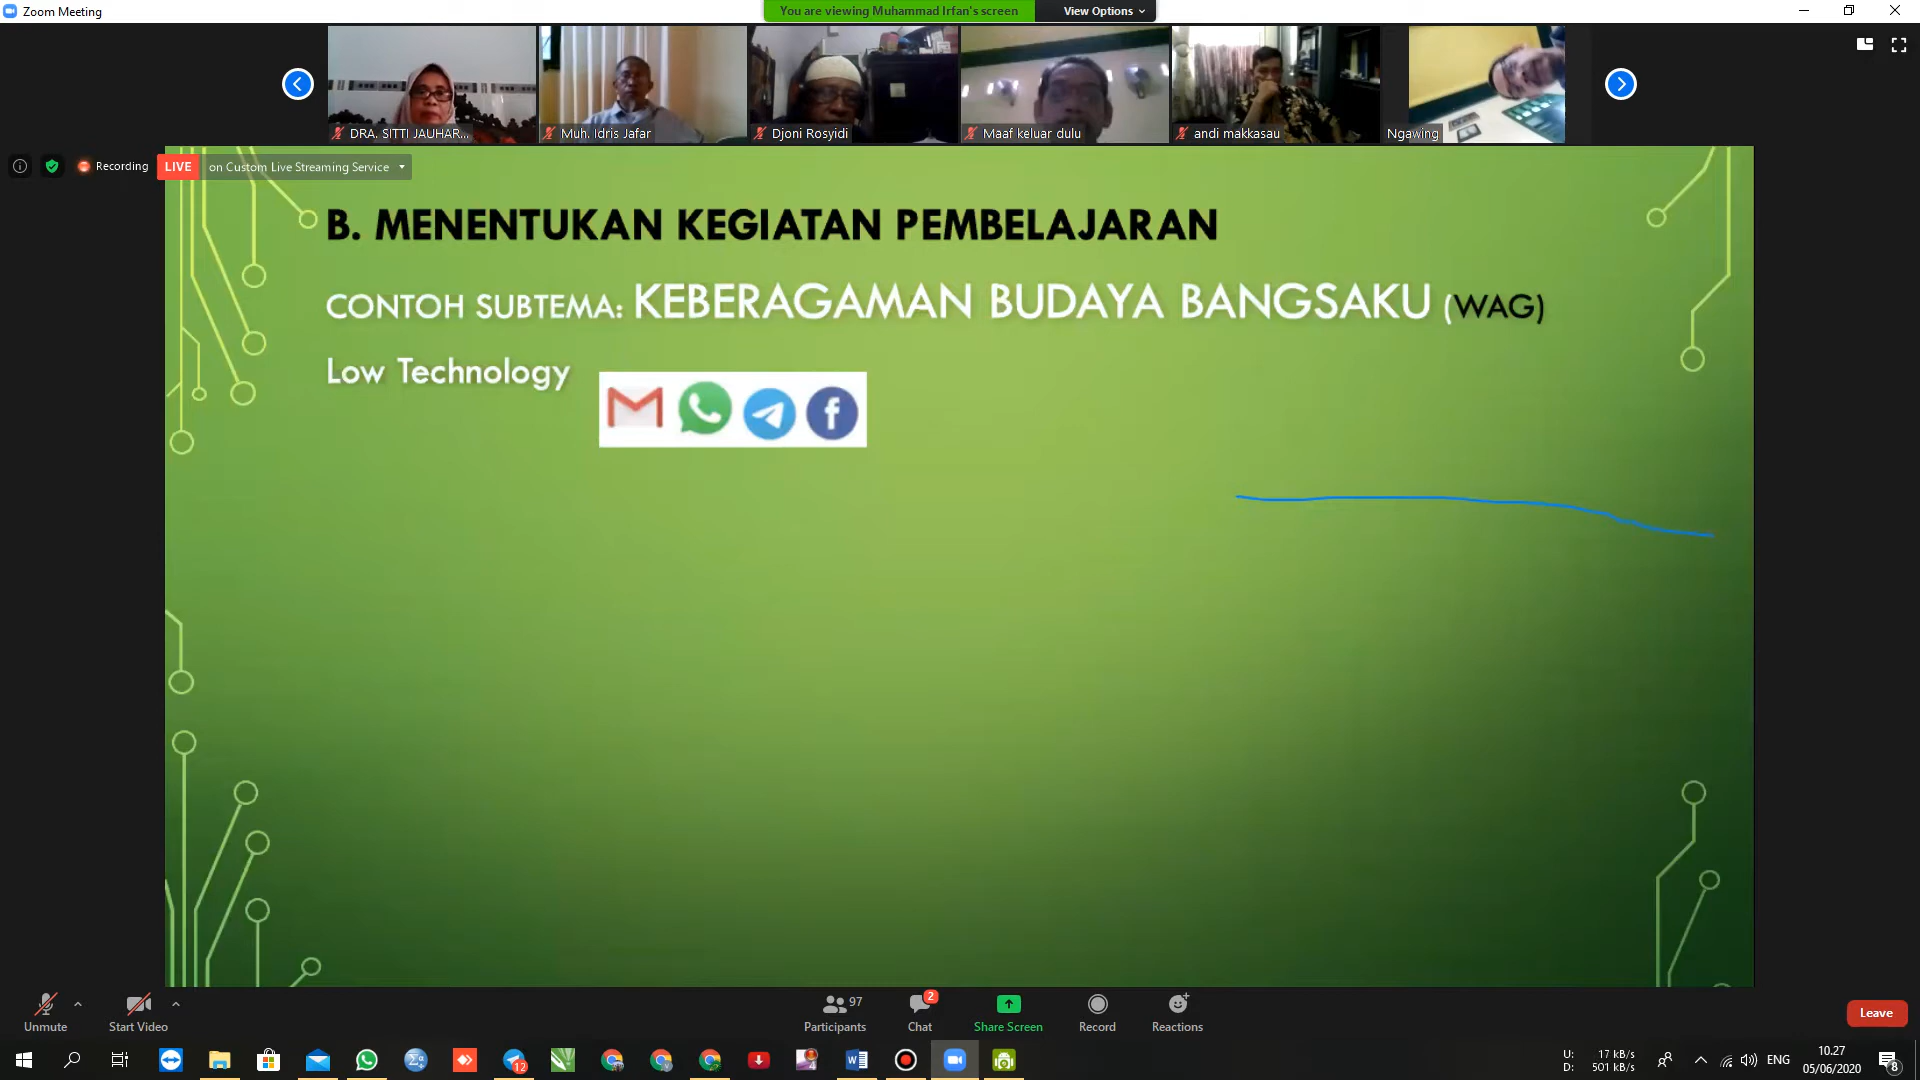 Zoom Meeting
You are viewing Muhammad Irfan's screen
View Options
DRA. SITTI JAUHAR...
Muh. Idris Jafar
Djoni Rosyidi
Maaf keluar dulu
andi makkasau
Ngawing
Recording
LIVE
on Custom Live Streaming Service
B. MENENTUKAN KEGIATAN PEMBELAJARAN
CONTOH SUBTEMA: KEBERAGAMAN BUDAYA BANGSAKU (WAG)
Low Technology
Unmute
Start Video
97
Participants
2
Chat
Share Screen
Record
Reactions
Leave
12
U: 17 kB/s
D: 501 kB/s
ENG
10.27
05/06/2020
8